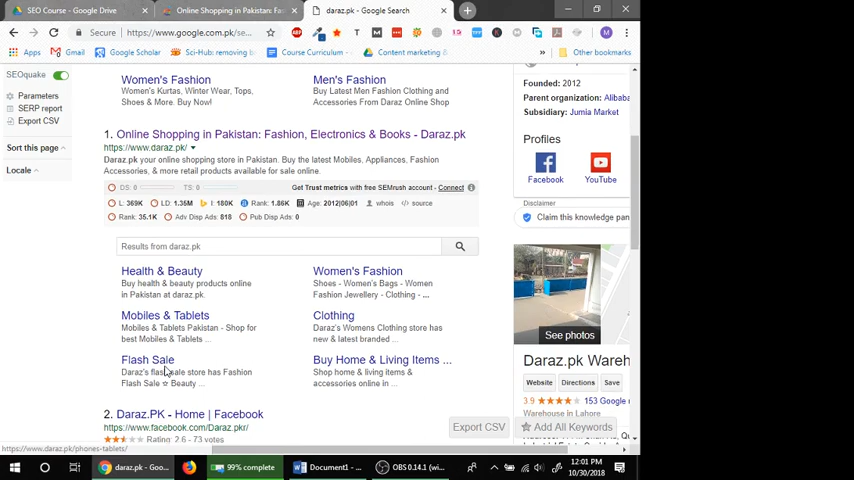 SEO Course - Google Drive
Online Shopping in Pakistan: Fas
daraz.pk - Google Search
Secure
https://www.google.com.pk/se...
Apps
Gmail
Google Scholar
Sci-Hub: removing b
Course Curriculum -
Content marketing B
Other bookmarks
SEOquake
Parameters
SERP report
Export CSV
Sort this page
Locale
Women's Fashion
Women's Kurtas, Winter Wear, Tops,
Shoes & More. Buy Now!
Men's Fashion
Buy Latest Men Fashion Clothing and
Accessories From Daraz Online Shop
1. Online Shopping in Pakistan: Fashion, Electronics & Books - Daraz.pk
https://www.daraz.pk/
Daraz.pk your online shopping store in Pakistan. Buy the latest Mobiles, Appliances, Fashion
Accessories, & more retail products available for sale online.
DS: 0
TS: 0
Get Trust metrics with free SEMrush account - Connect
L: 369K
LD: 1.35M
I: 180K
Rank: 1.86K
Age: 2012|06|01
whois
source
Rank: 35.1K
Adv Disp Ads: 818
Pub Disp Ads: 0
Results from daraz.pk
Health & Beauty
Buy health & beauty products online
in Pakistan at daraz.pk.
Women's Fashion
Shoes - Women's Bags - Women
Fashion Jewellery - Clothing - ...
Mobiles & Tablets
Mobiles & Tablets Pakistan - Shop for
best Mobiles & Tablets ...
Clothing
Daraz's Womens Clothing store has
new & latest branded ...
Flash Sale
Daraz's flash sale store has Fashion
Flash Sale ✩ Beauty ...
Buy Home & Living Items ...
Shop home & living items &
accessories online in ...
2. Daraz.PK - Home | Facebook
https://www.facebook.com/Daraz.pk/
Rating: 2.6 - 73 votes
Founded: 2012
Parent organization: Alibaba
Subsidiary: Jumia Market
Profiles
Facebook
YouTube
Disclaimer
Claim this knowledge pan
See photos
Daraz.pk Wareh
Website
Directions
Save
3.9
153 Google r
Warehouse in Lahore
Export CSV
Add All Keywords
https://www.daraz.pk/phones-tablets/
daraz.pk - Goo...
99% complete
Document1 - ...
OBS 0.14.1 (wi...
12:01 PM
10/30/2018